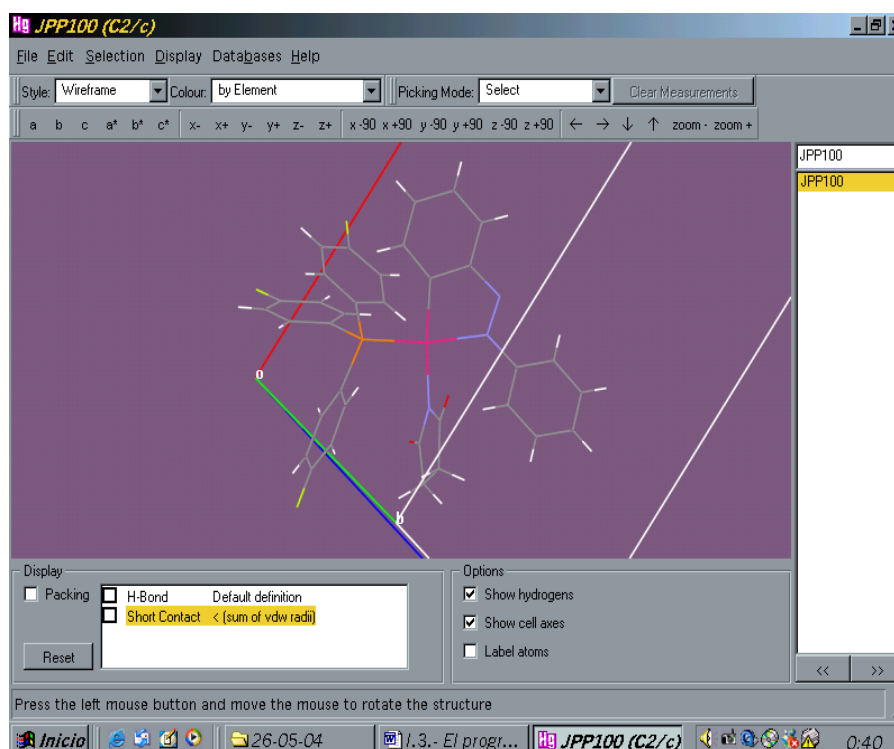 Hg JPP100 (C2/c)
File Edit Selection Display Databases Help
Style: Wireframe Colour: by Element Picking Mode: Select Clear Measurements
a b c a* b* c* x- x+ y- y+ z- z+ x -90 x +90 y -90 y +90 z -90 z +90 ← → ↓ ↑ zoom - zoom +
JPP100
JPP100
o
b
Display
Packing
H-Bond Default definition
Short Contact < (sum of vdw radii)
Reset
Options
Show hydrogens
Show cell axes
Label atoms
<< >>
Press the left mouse button and move the mouse to rotate the structure
Inicio 26-05-04 I.3.- El progr... Hg JPP100 (C2/c) 0:40